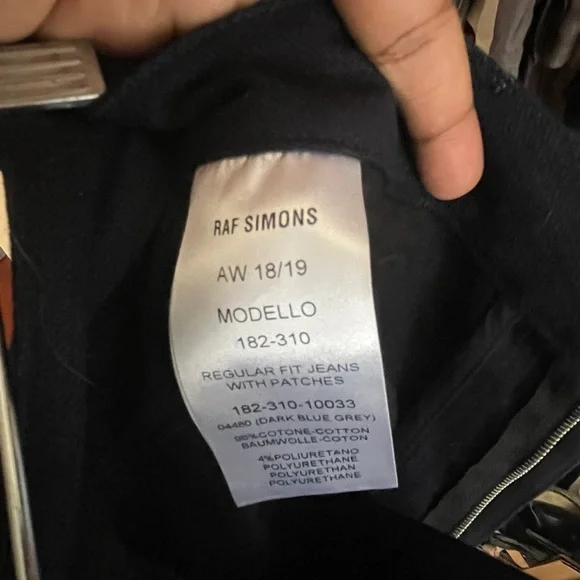 RAF SIMONS
AW 18/19
MODELLO
182-310
REGULAR FIT JEANS
WITH PATCHES
182-310-10033
04480 (DARK BLUE GREY)
96%COTONE-COTTON
BAUMWOLLE-COTON
4%POLIURETANO
POLYURETHANE
POLYURETHAN
POLYURETHANE